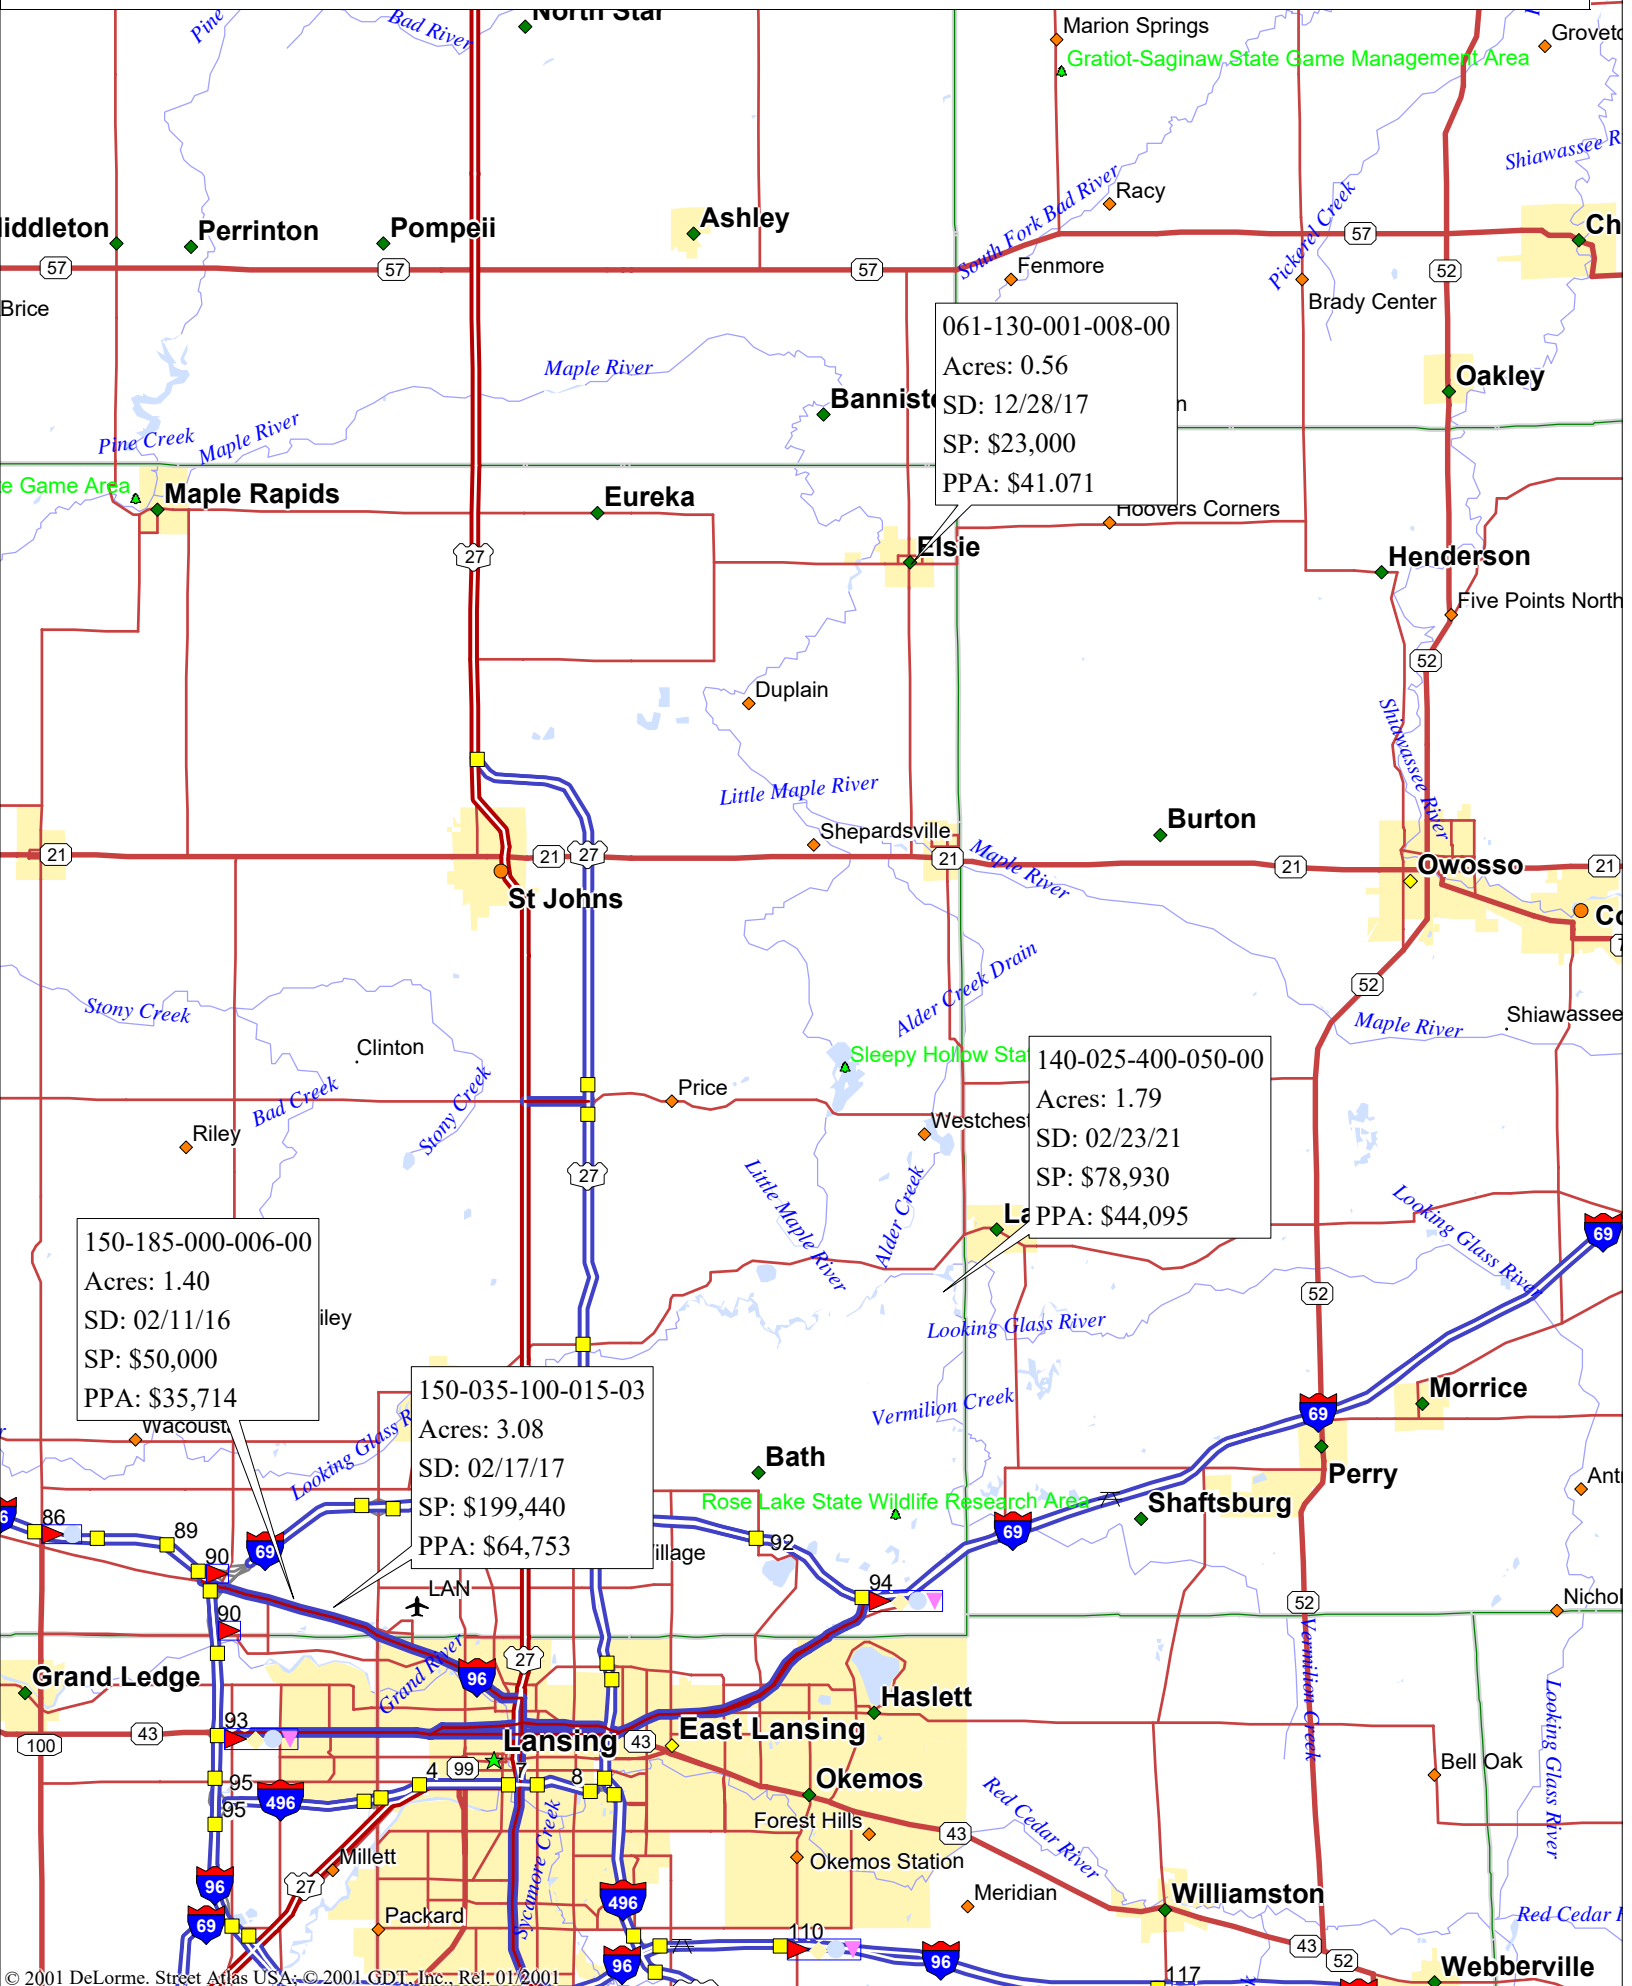 North Star
Pine
Bad River
Marion Springs
Gratiot-Saginaw State Game Management Area
Shiawassee R
Racy
South Fork Bad River
Pickerel Creek
Perrinton
Pompeii
Ashley
57
57
57
57
52
Ch
Fenmore
Brice
Brady Center
061-130-001-008-00
Acres: 0.56
SD: 12/28/17
SP: $23,000
PPA: $41.071
Maple River
Oakley
Pine Creek
Maple River
e Game Area
Maple Rapids
Eureka
Hoovers Corners
Elsie
27
Henderson
Five Points North
52
Duplain
Shiawassee River
Little Maple River
Shepardsville
Burton
21
21
27
21
Maple River
21
Owosso
21
St Johns
Co
Alder Creek Drain
52
Stony Creek
Maple River
Shiawassee
Clinton
Sleepy Hollow Sta
140-025-400-050-00
Acres: 1.79
SD: 02/23/21
SP: $78,930
PPA: $44,095
Bad Creek
Stony Creek
Price
Westchest
Riley
27
Little Maple River
Alder Creek
La
Looking Glass River
69
150-185-000-006-00
Acres: 1.40
SD: 02/11/16
SP: $50,000
PPA: $35,714
iley
52
Looking Glass River
150-035-100-015-03
Acres: 3.08
SD: 02/17/17
SP: $199,440
PPA: $64,753
Vermilion Creek
Morrice
69
Wacousta
Looking Glass R
Bath
Perry
Rose Lake State Wildlife Research Area
Shaftsburg
86
89
69
90
92
69
illage
94
LAN
52
90
Vermilion Creek
Grand River
27
Grand Ledge
96
Haslett
Looking Glass River
93
43
100
Lansing
43
East Lansing
99
Bell Oak
4
7
8
Okemos
95
496
95
Forest Hills
43
Red Cedar River
Okemos Station
Millett
Sycamore Creek
96
27
496
Meridian
Williamston
Packard
69
Red Cedar
110
96
96
43
52
Webberville
117
© 2001 DeLorme. Street Atlas USA; © 2001 GDT, Inc., Rel. 01/2001